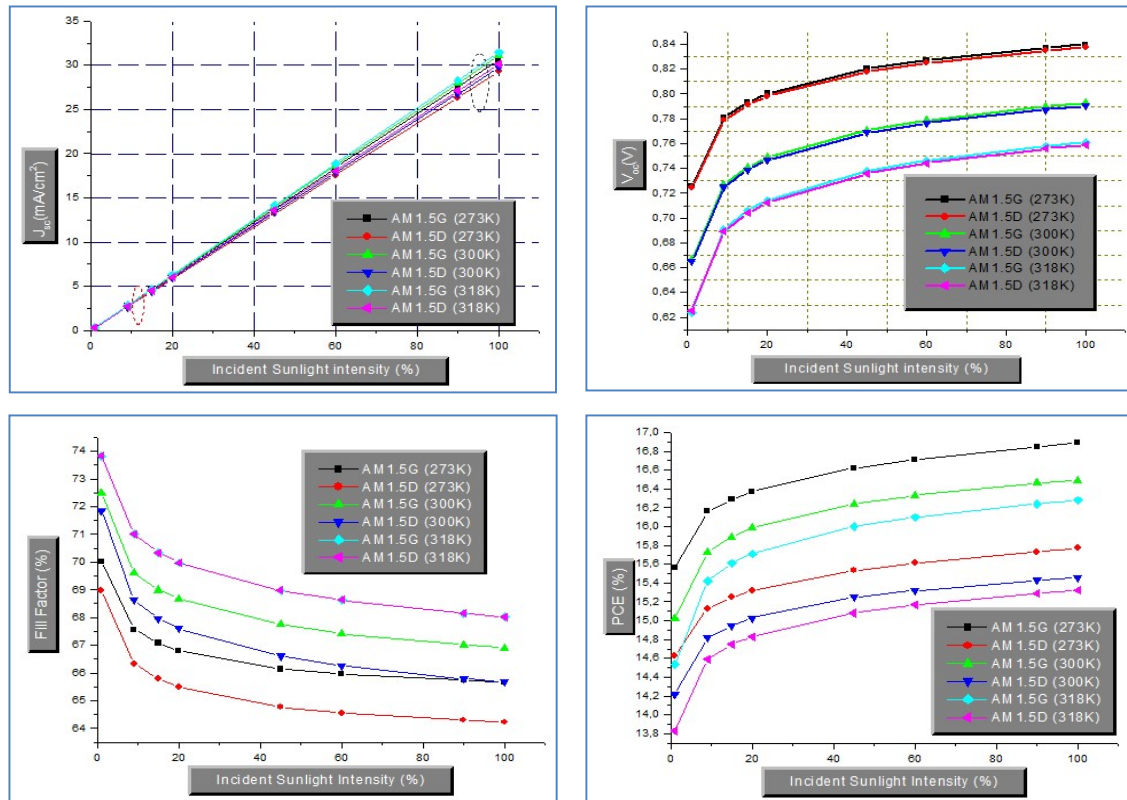 35
30
25
20
15
10
5
0
J_sc(mA/cm²)
AM1.5G (273K)
AM1.5D (273K)
AM1.5G (300K)
AM1.5D (300K)
AM1.5G (318K)
AM1.5D (318K)
0 20 40 60 80 100
Incident Sunlight intensity (%)
0,84
0,82
0,80
0,78
0,76
0,74
0,72
0,70
0,68
0,66
0,64
0,62
V_oc(V)
AM1.5G (273K)
AM1.5D (273K)
AM1.5G (300K)
AM1.5D (300K)
AM1.5G (318K)
AM1.5D (318K)
0 20 40 60 80 100
Incident Sunlight intensity (%)
74
73
72
71
70
69
68
67
66
65
64
Fill Factor (%)
AM1.5G (273K)
AM1.5D (273K)
AM1.5G (300K)
AM1.5D (300K)
AM1.5G (318K)
AM1.5D (318K)
0 20 40 60 80 100
Incident Sunlight Intensity (%)
17,0
16,8
16,6
16,4
16,2
16,0
15,8
15,6
15,4
15,2
15,0
14,8
14,6
14,4
14,2
14,0
13,8
PCE (%)
AM1.5G (273K)
AM1.5D (273K)
AM1.5G (300K)
AM1.5D (300K)
AM1.5G (318K)
AM1.5D (318K)
0 20 40 60 80 100
Incident Sunlight Intensity (%)